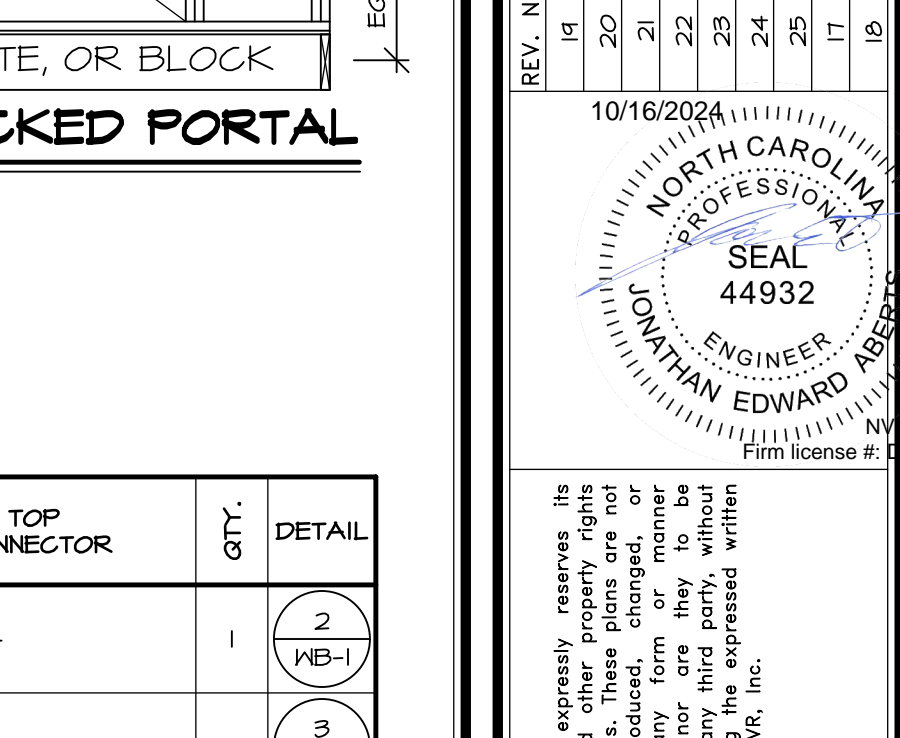 TE, OR BLOCK
CKED PORTAL
TOP
NNECTOR
QTY.
DETAIL
1
2
WB-1
3
REV. N
19
20
21
22
23
24
25
17
18
10/16/2024
NORTH CAROLINA
PROFESSIONAL
SEAL
44932
ENGINEER
JONATHAN EDWARD ABERTS
NV
Firm license #: D
expressly reserves its
d other property rights
s. These plans are not
oduced, changed, or
any form or manner
nor are they to be
any third party, without
g the expressed written
VR, Inc.